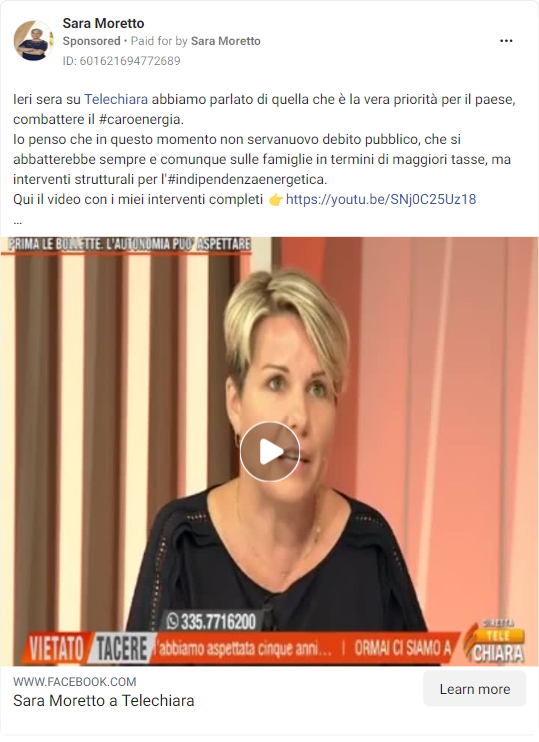 Sara Moretto
Sponsored • Paid for by Sara Moretto
ID: 601621694772689
Ieri sera su Telechiara abbiamo parlato di quella che è la vera priorità per il paese,
combattere il #caroenergia.
Io penso che in questo momento non servanuovo debito pubblico, che si
abbatterebbe sempre e comunque sulle famiglie in termini di maggiori tasse, ma
interventi strutturali per l'#indipendenzaenergetica.
Qui il video con i miei interventi completi 👉 https://youtu.be/SNj0C25Uz18
...
PRIMA LE BOLLETTE. L'AUTONOMIA PUO' ASPETTARE
335.7716200
VIETATO TACERE l'abbiamo aspettata cinque anni... | ORMAI CI SIAMO A
DIRETTA
TELE
CHIARA
WWW.FACEBOOK.COM
Sara Moretto a Telechiara
Learn more